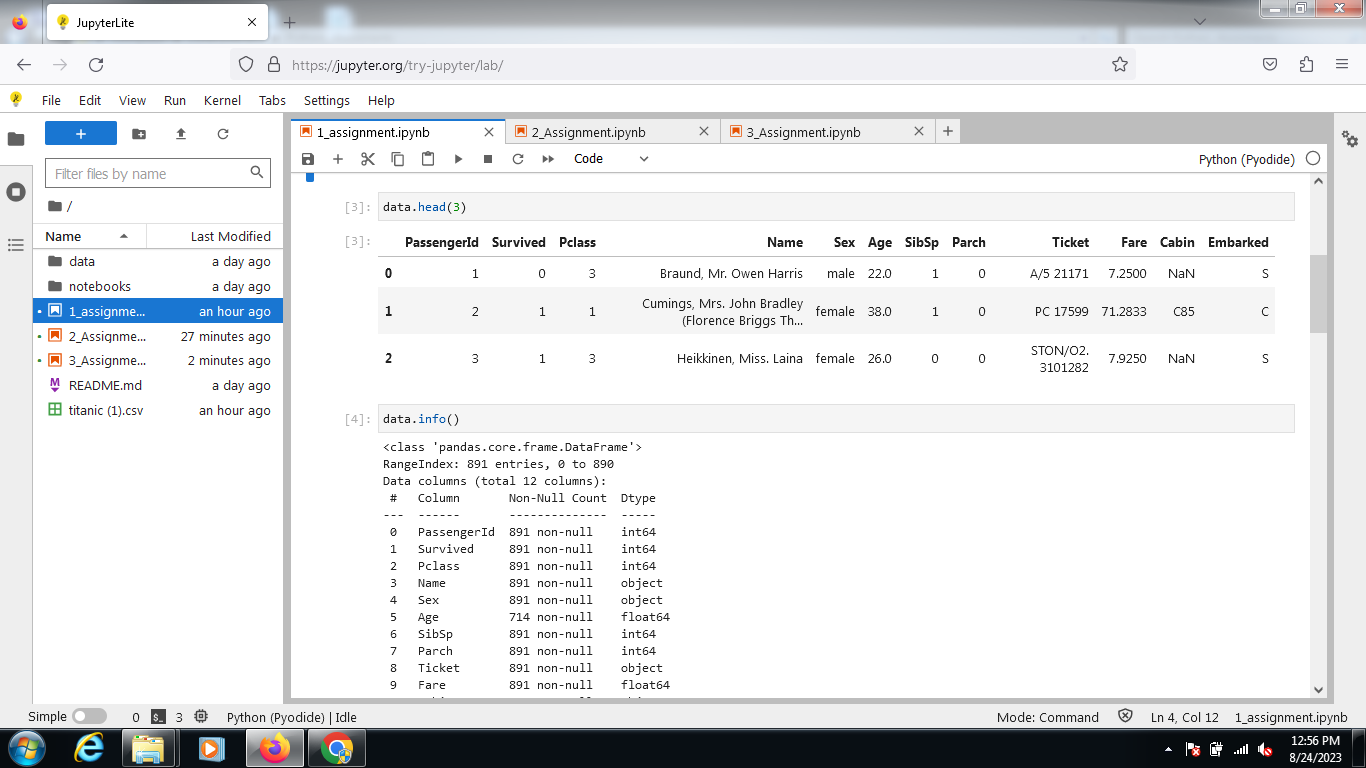 JupyterLite
https://jupyter.org/try-jupyter/lab/
File Edit View Run Kernel Tabs Settings Help
1_assignment.ipynb 2_Assignment.ipynb 3_Assignment.ipynb
Code Python (Pyodide)
Filter files by name
/
Name Last Modified
data a day ago
notebooks a day ago
1_assignme... an hour ago
2_Assignme... 27 minutes ago
3_Assignme... 2 minutes ago
README.md a day ago
titanic (1).csv an hour ago
[3]: data.head(3)
[3]: PassengerId Survived Pclass Name Sex Age SibSp Parch Ticket Fare Cabin Embarked
0 1 0 3 Braund, Mr. Owen Harris male 22.0 1 0 A/5 21171 7.2500 NaN S
1 2 1 1 Cumings, Mrs. John Bradley (Florence Briggs Th... female 38.0 1 0 PC 17599 71.2833 C85 C
2 3 1 3 Heikkinen, Miss. Laina female 26.0 0 0 STON/O2. 3101282 7.9250 NaN S
[4]: data.info()
<class 'pandas.core.frame.DataFrame'>
RangeIndex: 891 entries, 0 to 890
Data columns (total 12 columns):
# Column Non-Null Count Dtype
--- ------ -------------- -----
0 PassengerId 891 non-null int64
1 Survived 891 non-null int64
2 Pclass 891 non-null int64
3 Name 891 non-null object
4 Sex 891 non-null object
5 Age 714 non-null float64
6 SibSp 891 non-null int64
7 Parch 891 non-null int64
8 Ticket 891 non-null object
9 Fare 891 non-null float64
Simple 0 3 Python (Pyodide) | Idle Mode: Command Ln 4, Col 12 1_assignment.ipynb
12:56 PM
8/24/2023